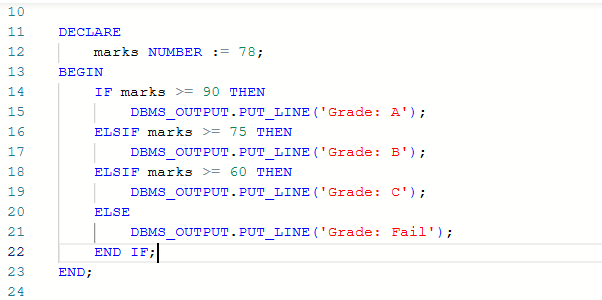 10
11 DECLARE
12     marks NUMBER := 78;
13 BEGIN
14     IF marks >= 90 THEN
15         DBMS_OUTPUT.PUT_LINE('Grade: A');
16     ELSIF marks >= 75 THEN
17         DBMS_OUTPUT.PUT_LINE('Grade: B');
18     ELSIF marks >= 60 THEN
19         DBMS_OUTPUT.PUT_LINE('Grade: C');
20     ELSE
21         DBMS_OUTPUT.PUT_LINE('Grade: Fail');
22     END IF;
23 END;
24